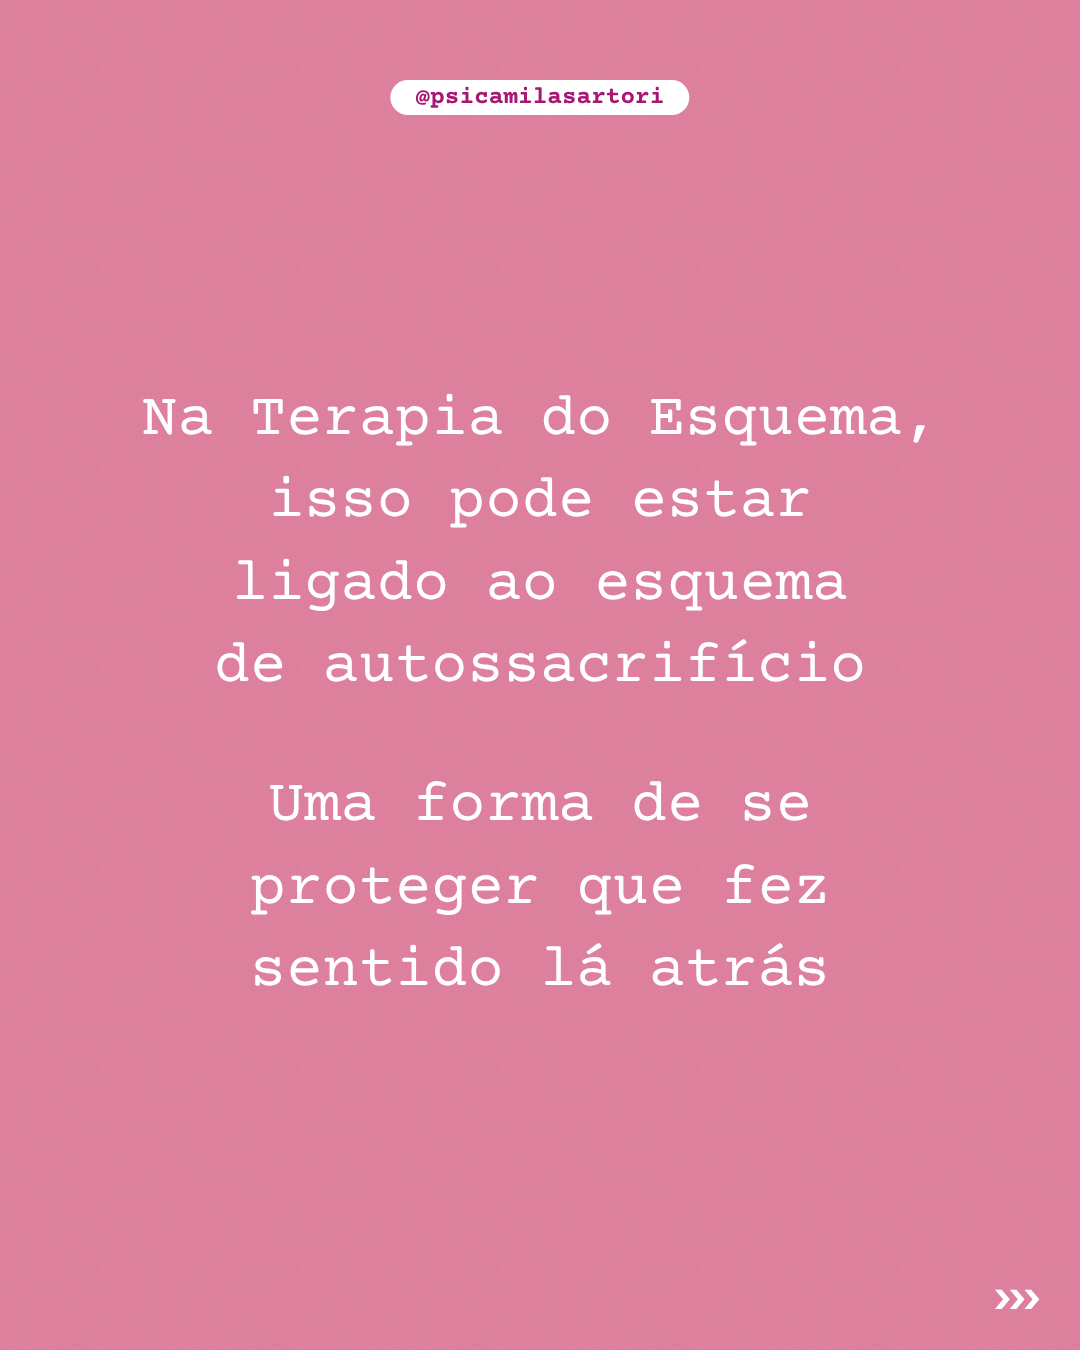 @psicamilasartori
Na Terapia do Esquema,
isso pode estar
ligado ao esquema
de autossacrifício
Uma forma de se
proteger que fez
sentido lá atrás